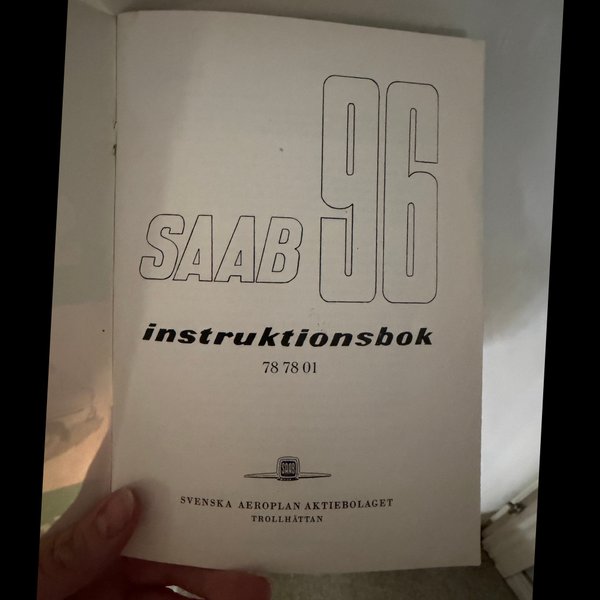 SAAB 96
instruktionsbok
78 78 01
SAAB
SVENSKA AEROPLAN AKTIEBOLAGET
TROLLHÄTTAN